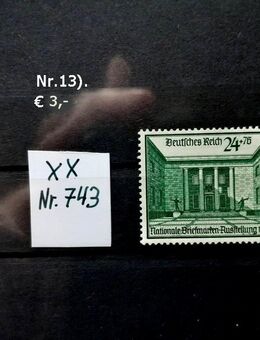 Nr.13).
€ 3,-
XX
Nr. 743
Deutsches Reich 24+76
Nationale Briefmarken-Ausstellung